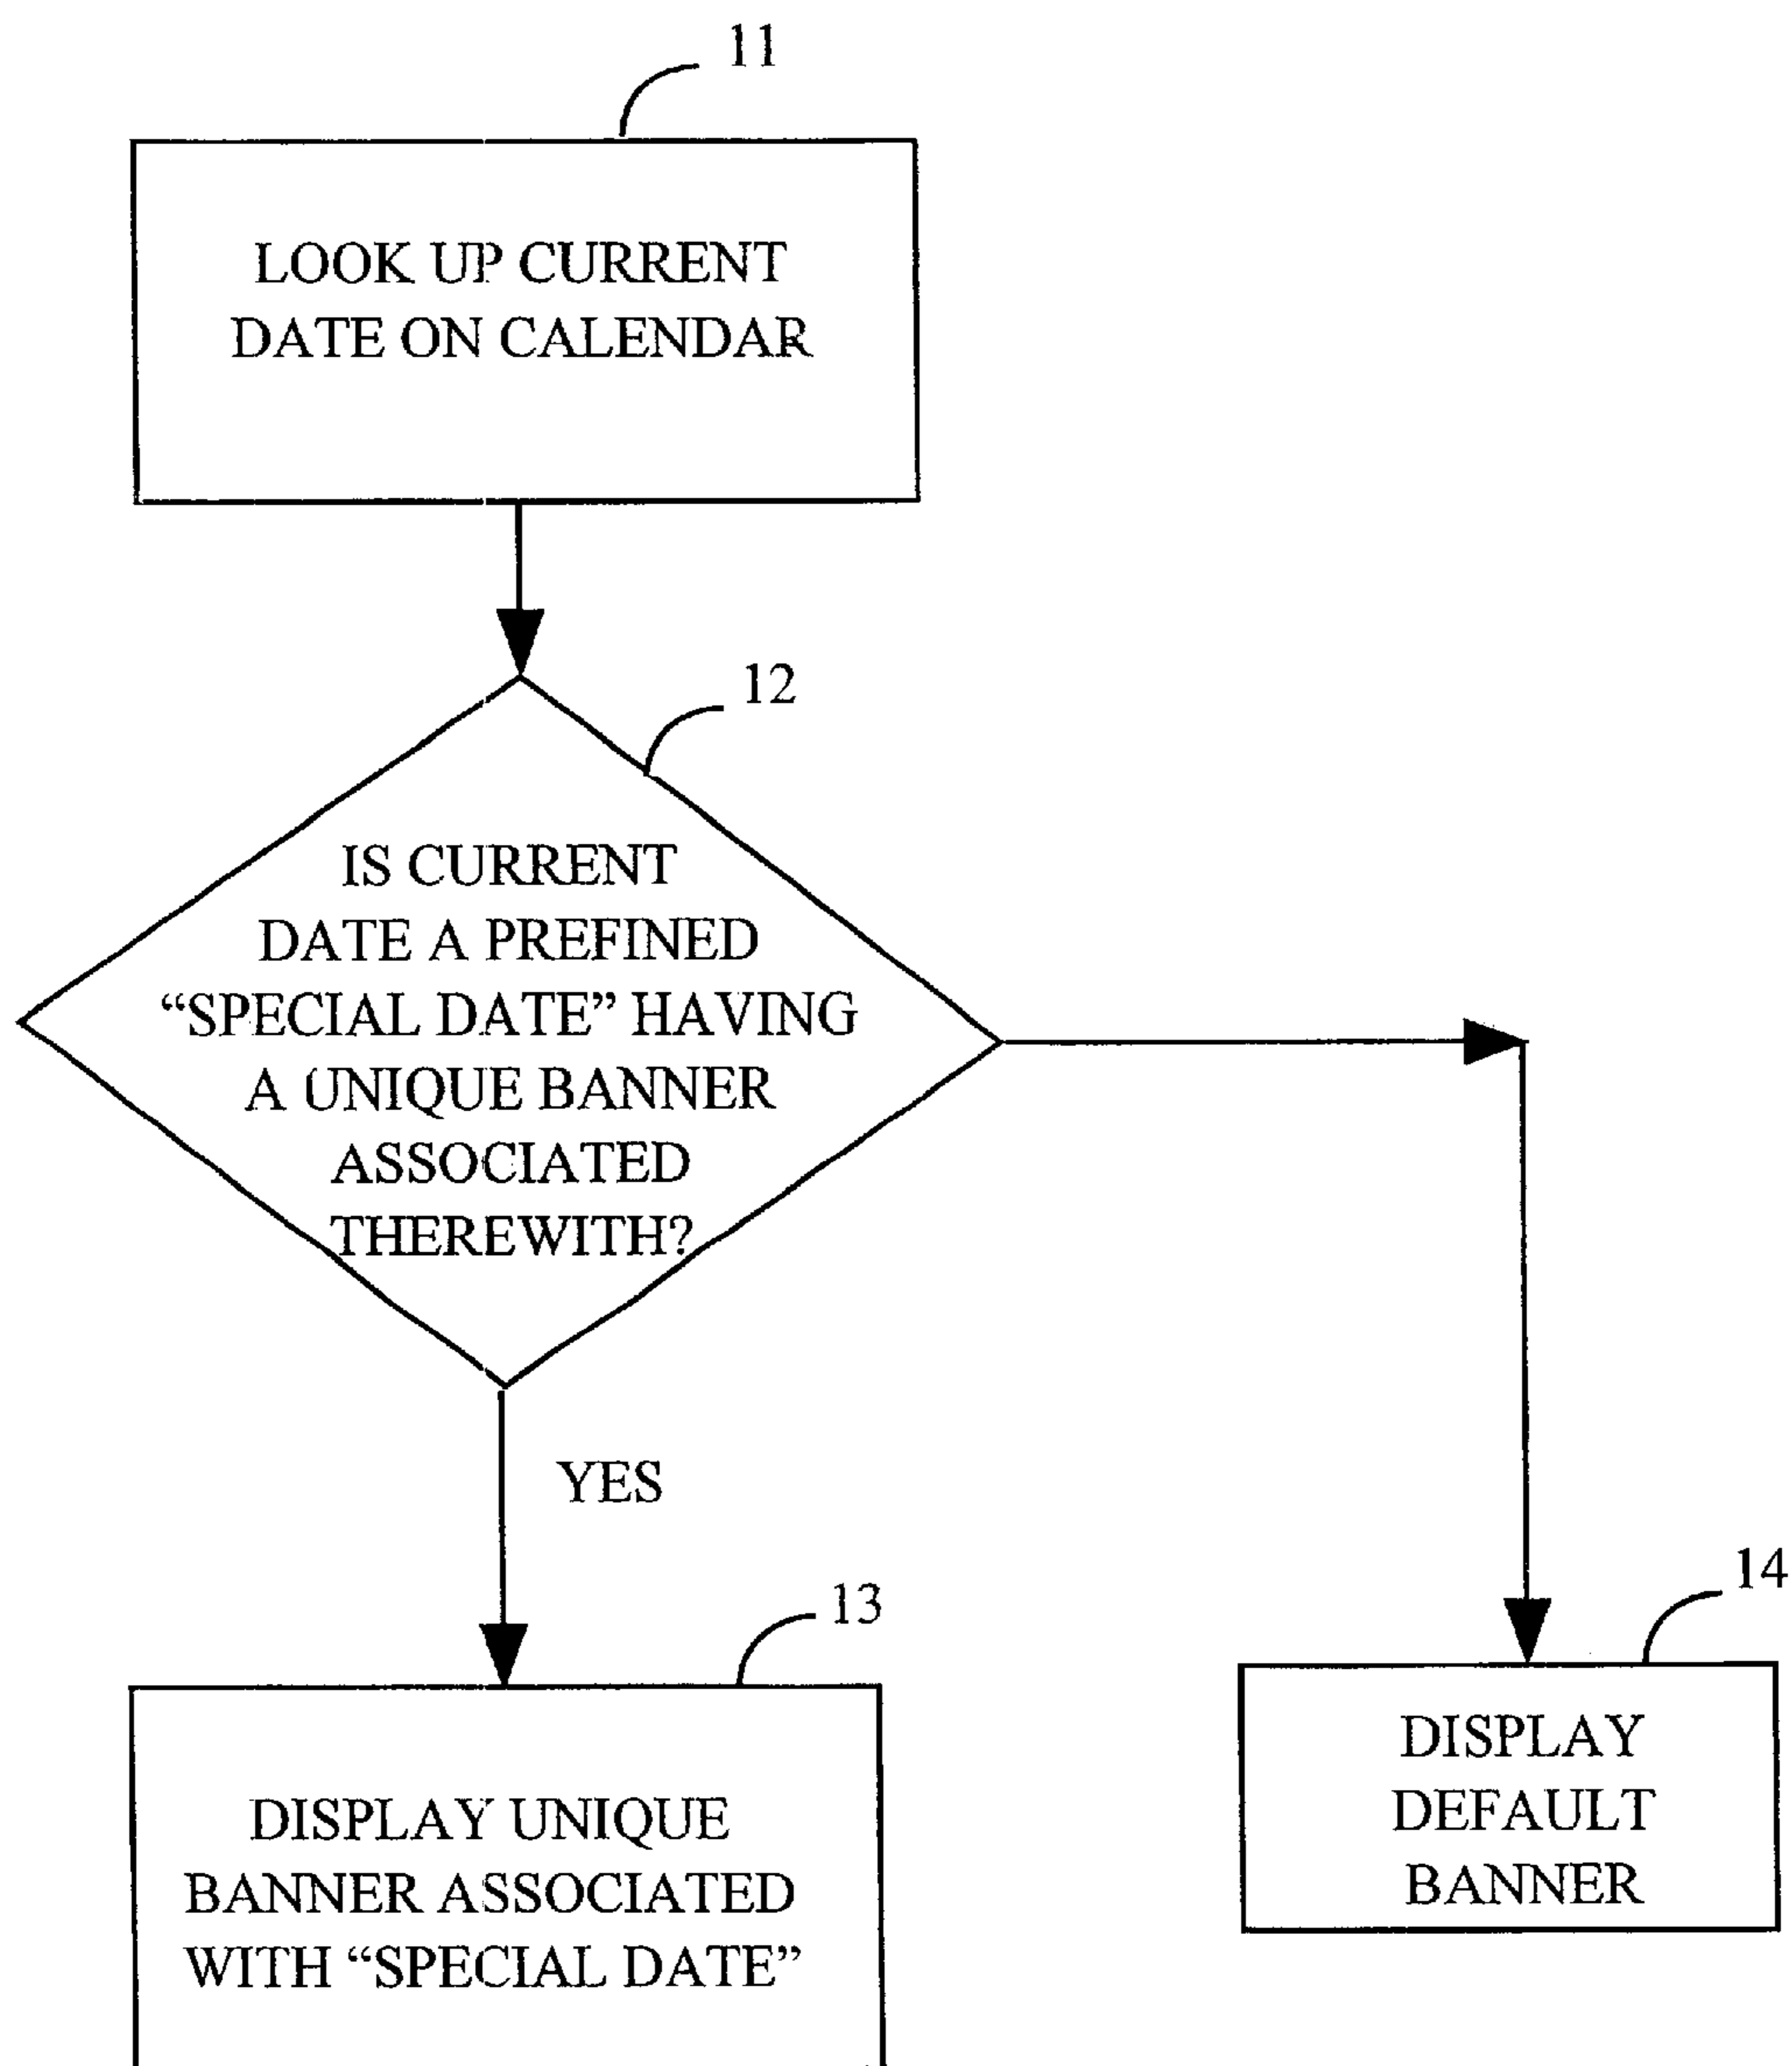 11
LOOK UP CURRENT
DATE ON CALENDAR
12
IS CURRENT
DATE A PREFINED
“SPECIAL DATE” HAVING
A UNIQUE BANNER
ASSOCIATED
THEREWITH?
YES
13
DISPLAY UNIQUE
BANNER ASSOCIATED
WITH “SPECIAL DATE”
14
DISPLAY
DEFAULT
BANNER